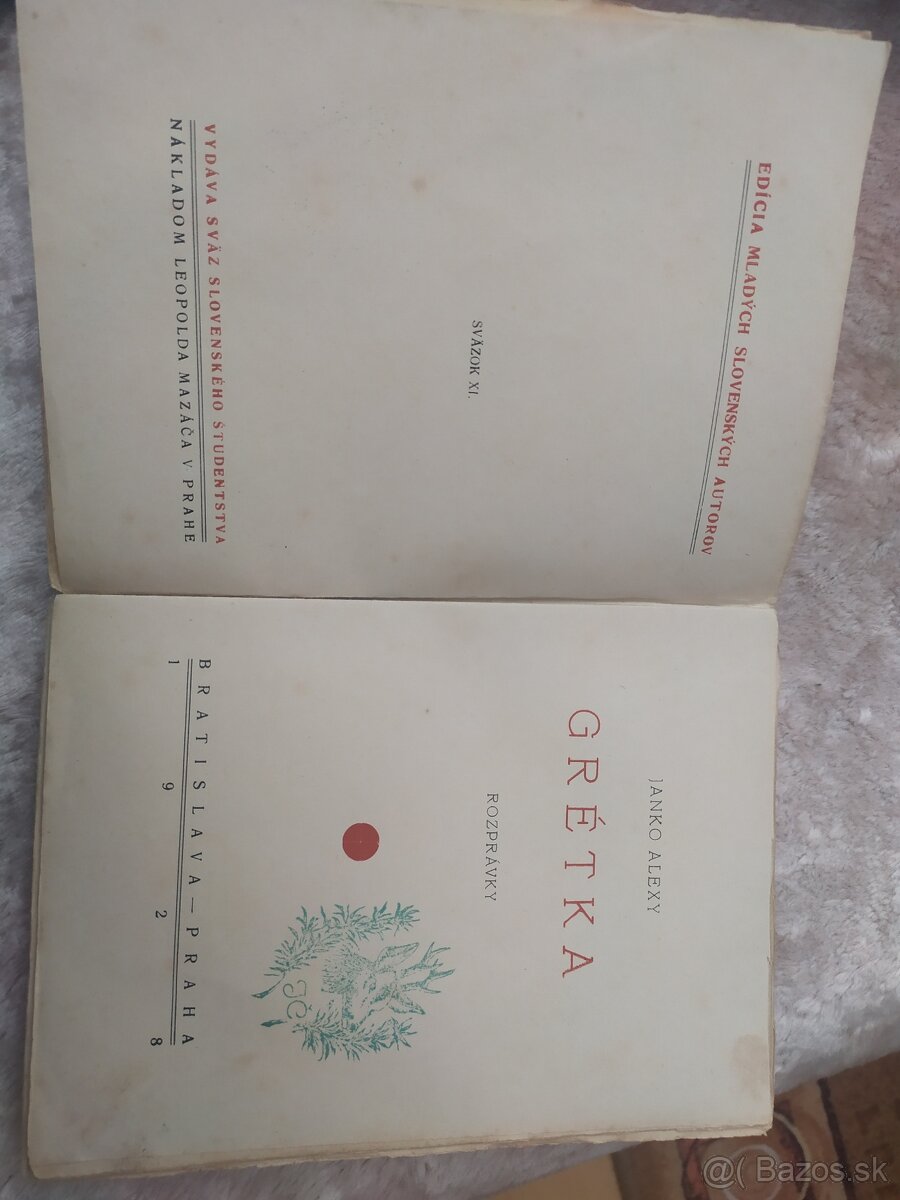 EDÍCIA MLADÝCH SLOVENSKÝCH AUTOROV
SVÄZOK XI.
VYDÁVA SVÄZ SLOVENSKÉHO ŠTUDENTSTVA
NÁKLADOM LEOPOLDA MAZÁČA V PRAHE
JANKO ALEXY
GRÉTKA
ROZPRÁVKY
JČ
BRATISLAVA — PRAHA
1 9 2 8
@( Bazos.sk